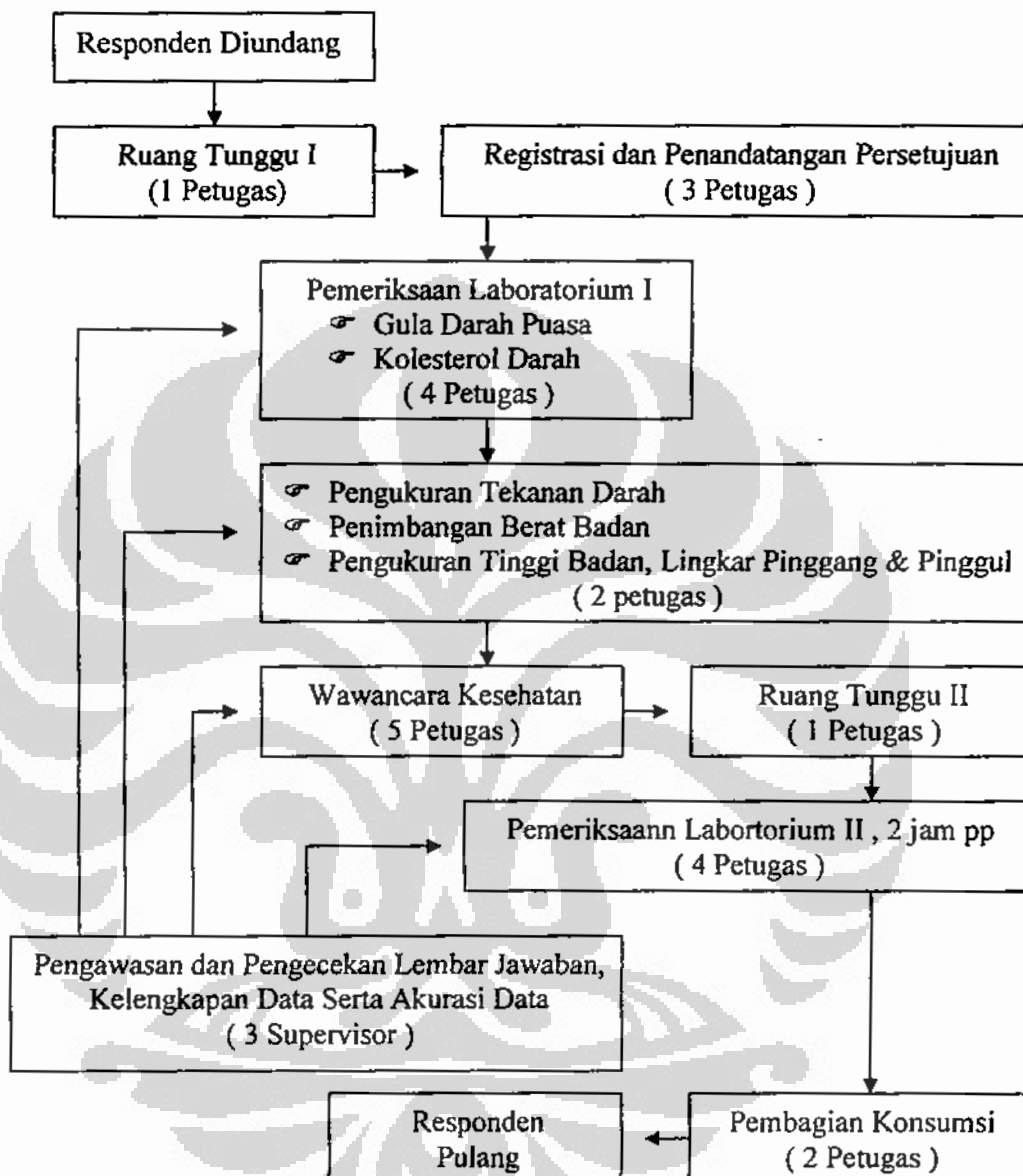 Responden Diundang
Ruang Tunggu I
(1 Petugas)
Registrasi dan Penandatangan Persetujuan
( 3 Petugas )
Pemeriksaan Laboratorium I
☞ Gula Darah Puasa
☞ Kolesterol Darah
( 4 Petugas )
☞ Pengukuran Tekanan Darah
☞ Penimbangan Berat Badan
☞ Pengukuran Tinggi Badan, Lingkar Pinggang & Pinggul
( 2 petugas )
Wawancara Kesehatan
( 5 Petugas )
Ruang Tunggu II
( 1 Petugas )
Pemeriksaann Labortorium II , 2 jam pp
( 4 Petugas )
Pengawasan dan Pengecekan Lembar Jawaban,
Kelengkapan Data Serta Akurasi Data
( 3 Supervisor )
Responden
Pulang
Pembagian Konsumsi
( 2 Petugas )